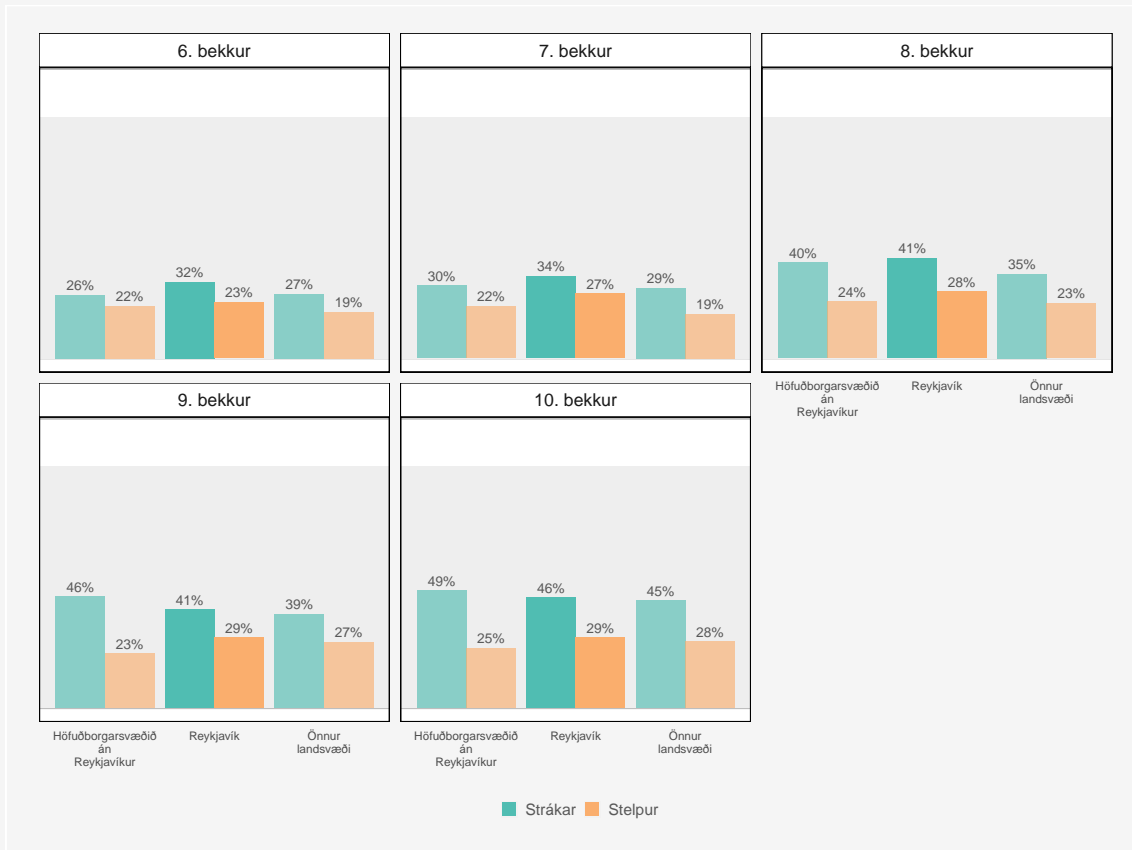 6. bekkur
7. bekkur
8. bekkur
26%
22%
32%
23%
27%
19%
30%
22%
34%
27%
29%
19%
40%
24%
41%
28%
35%
23%
Höfuðborgarsvæðið
án
Reykjavíkur
Reykjavík
Önnur
landsvæði
9. bekkur
10. bekkur
46%
23%
41%
29%
39%
27%
49%
25%
46%
29%
45%
28%
Höfuðborgarsvæðið
án
Reykjavíkur
Reykjavík
Önnur
landsvæði
Höfuðborgarsvæðið
án
Reykjavíkur
Reykjavík
Önnur
landsvæði
Strákar
Stelpur